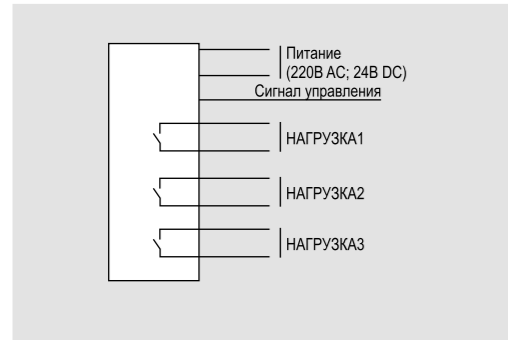 Питание
(220В AC; 24В DC)
Сигнал управления
НАГРУЗКА1
НАГРУЗКА2
НАГРУЗКА3